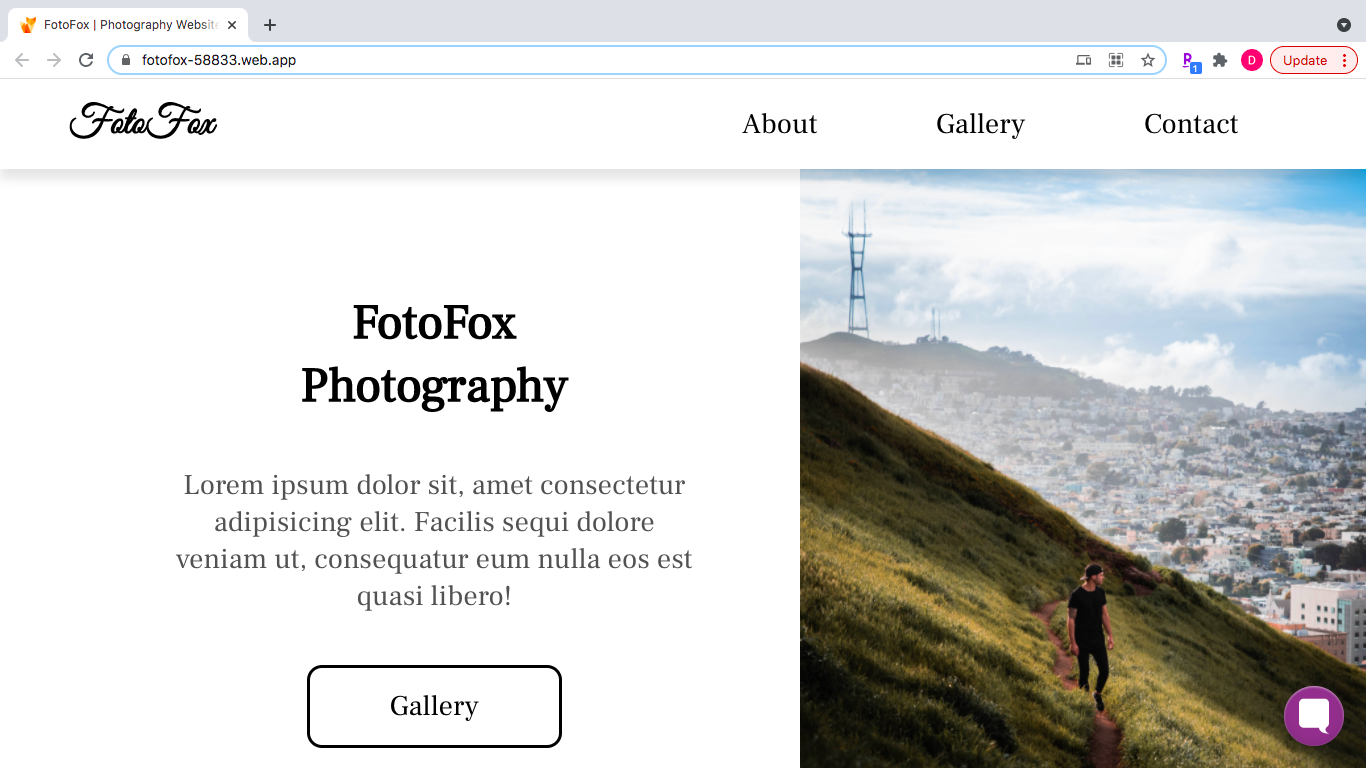 FotoFox | Photography Website
fotofox-58833.web.app
1
D
Update
FotoFox
About
Gallery
Contact
FotoFox
Photography
Lorem ipsum dolor sit, amet consectetur
adipisicing elit. Facilis sequi dolore
veniam ut, consequatur eum nulla eos est
quasi libero!
Gallery